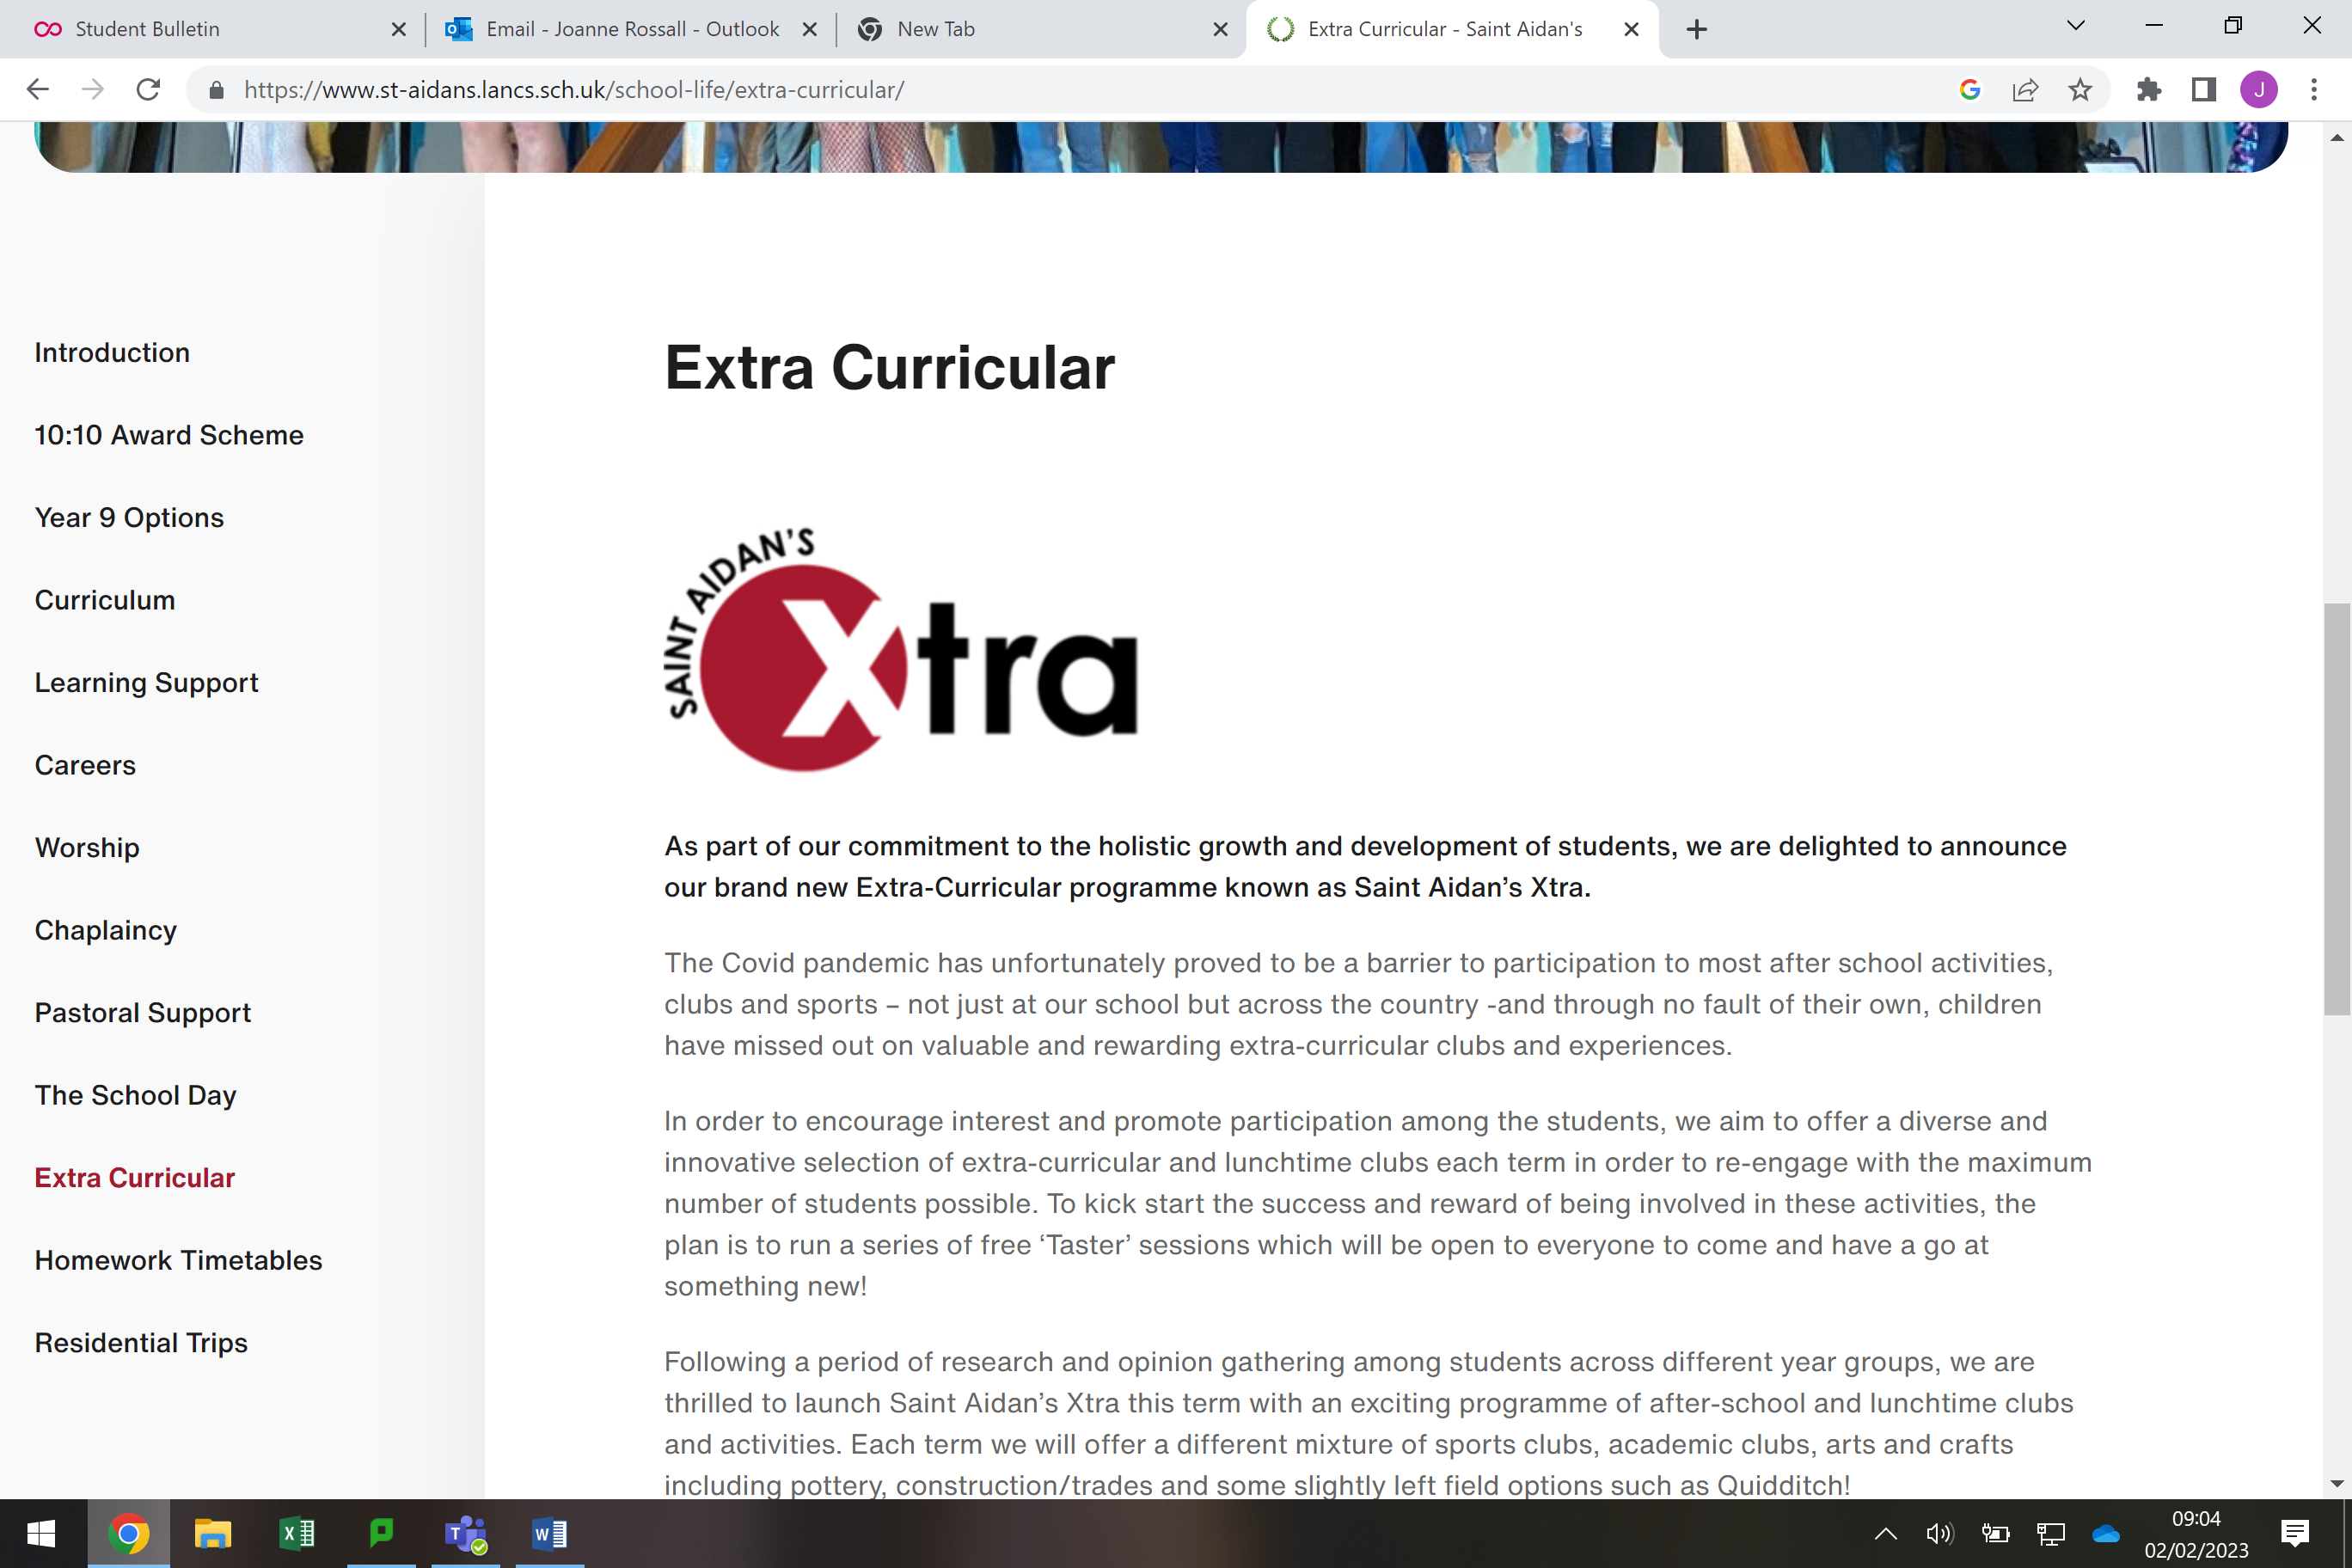 Student Bulletin
Email - Joanne Rossall - Outlook
New Tab
Extra Curricular - Saint Aidan's
https://www.st-aidans.lancs.sch.uk/school-life/extra-curricular/
J
Introduction
10:10 Award Scheme
Year 9 Options
Curriculum
Learning Support
Careers
Worship
Chaplaincy
Pastoral Support
The School Day
Extra Curricular
Homework Timetables
Residential Trips
Extra Curricular
SAINT AIDAN'S
Xtra
As part of our commitment to the holistic growth and development of students, we are delighted to announce
our brand new Extra-Curricular programme known as Saint Aidan’s Xtra.
The Covid pandemic has unfortunately proved to be a barrier to participation to most after school activities,
clubs and sports – not just at our school but across the country -and through no fault of their own, children
have missed out on valuable and rewarding extra-curricular clubs and experiences.
In order to encourage interest and promote participation among the students, we aim to offer a diverse and
innovative selection of extra-curricular and lunchtime clubs each term in order to re-engage with the maximum
number of students possible. To kick start the success and reward of being involved in these activities, the
plan is to run a series of free ‘Taster’ sessions which will be open to everyone to come and have a go at
something new!
Following a period of research and opinion gathering among students across different year groups, we are
thrilled to launch Saint Aidan’s Xtra this term with an exciting programme of after-school and lunchtime clubs
and activities. Each term we will offer a different mixture of sports clubs, academic clubs, arts and crafts
including pottery, construction/trades and some slightly left field options such as Quidditch!
09:04
02/02/2023